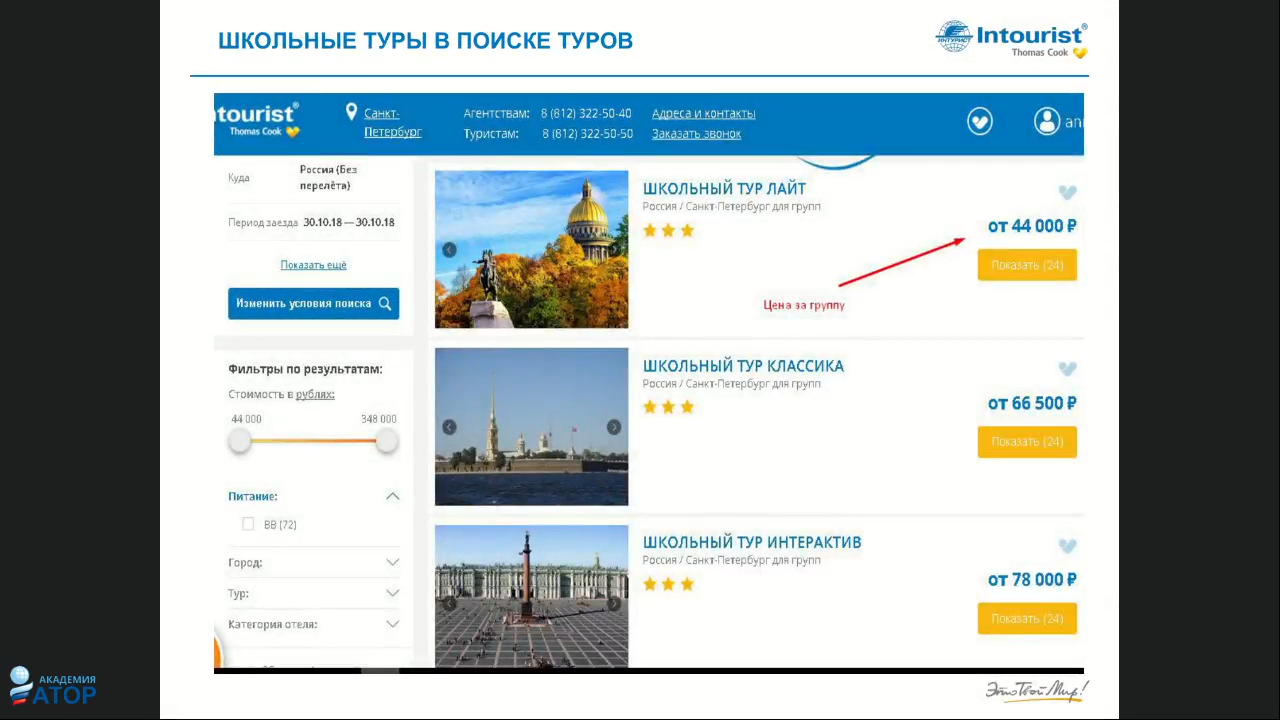 ШКОЛЬНЫЕ ТУРЫ В ПОИСКЕ ТУРОВ
ИНТУРИСТ
Intourist®
Thomas Cook
ntourist®
Thomas Cook
Санкт-
Петербург
Агентствам: 8 (812) 322-50-40
Туристам: 8 (812) 322-50-50
Адреса и контакты
Заказать звонок
Куда
Россия (Без
перелёта)
Период заезда 30.10.18 — 30.10.18
Показать ещё
Изменить условия поиска
Фильтры по результатам:
Стоимость в рублях:
44 000 348 000
Питание:
BB (72)
Город:
Тур:
Категория отеля:
ШКОЛЬНЫЙ ТУР ЛАЙТ
Россия / Санкт-Петербург для групп
от 44 000 ₽
Показать (24)
Цена за группу
ШКОЛЬНЫЙ ТУР КЛАССИКА
Россия / Санкт-Петербург для групп
от 66 500 ₽
Показать (24)
ШКОЛЬНЫЙ ТУР ИНТЕРАКТИВ
Россия / Санкт-Петербург для групп
от 78 000 ₽
Показать (24)
АКАДЕМИЯ
АТОР
Это Твой Мир!